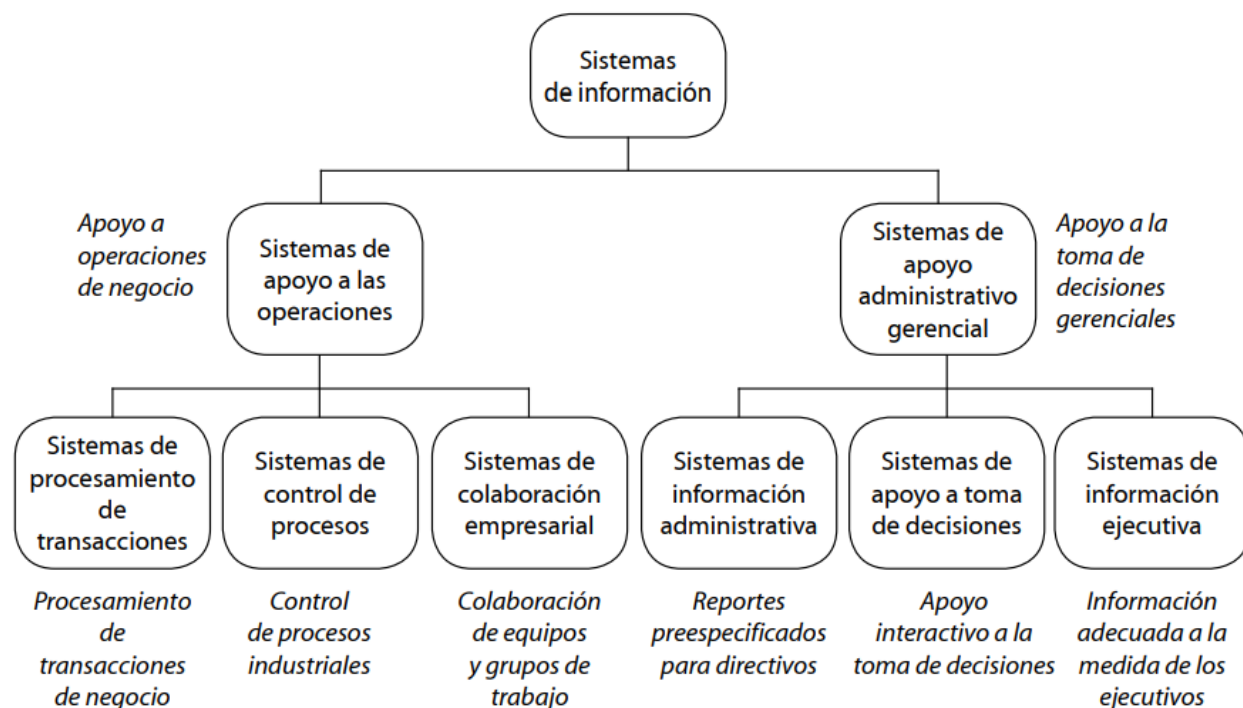 Sistemas
de información
Apoyo a
operaciones
de negocio
Sistemas de
apoyo a las
operaciones
Sistemas de
apoyo
administrativo
gerencial
Apoyo a la
toma de
decisiones
gerenciales
Sistemas de
procesamiento
de
transacciones
Sistemas de
control de
procesos
Sistemas de
colaboración
empresarial
Sistemas de
información
administrativa
Sistemas de
apoyo a toma
de decisiones
Sistemas de
información
ejecutiva
Procesamiento
de
transacciones
de negocio
Control
de procesos
industriales
Colaboración
de equipos
y grupos de
trabajo
Reportes
preespecificados
para directivos
Apoyo
interactivo a la
toma de decisiones
Información
adecuada a la
medida de los
ejecutivos